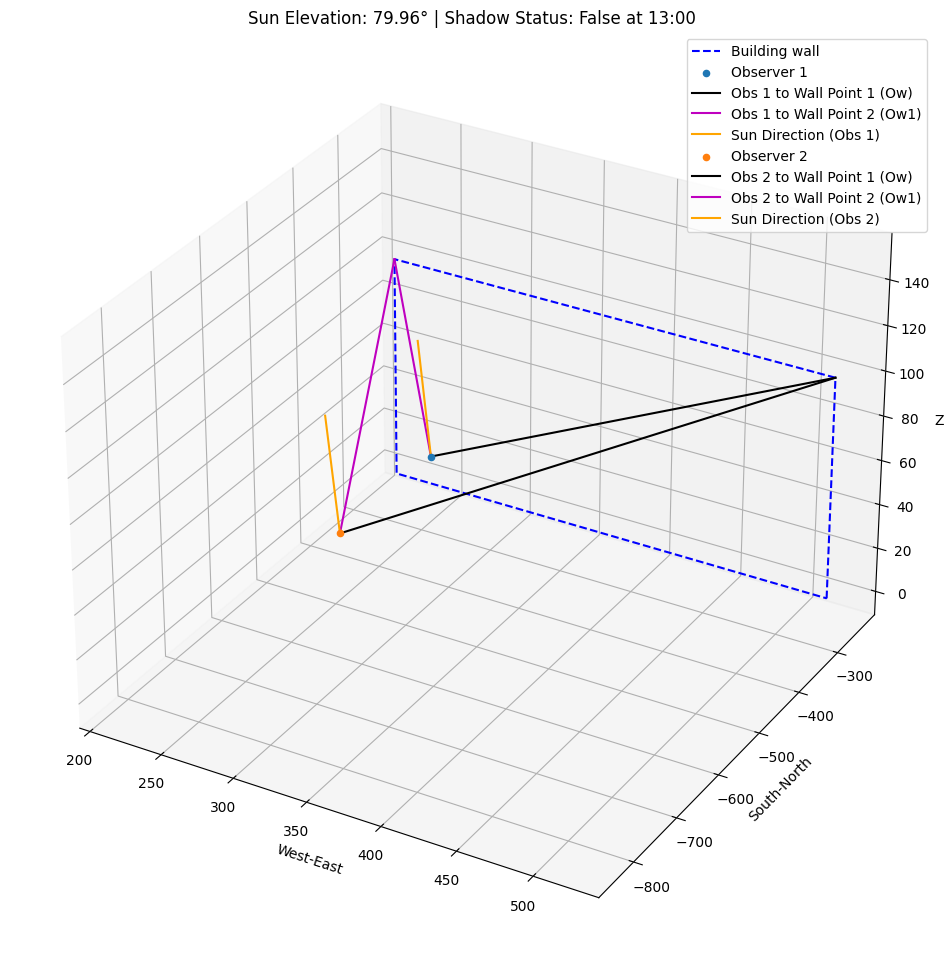 Sun Elevation: 79.96° | Shadow Status: False at 13:00
Building wall
Observer 1
Obs 1 to Wall Point 1 (Ow)
Obs 1 to Wall Point 2 (Ow1)
Sun Direction (Obs 1)
Observer 2
Obs 2 to Wall Point 1 (Ow)
Obs 2 to Wall Point 2 (Ow1)
Sun Direction (Obs 2)
140
120
100
80
60
40
20
0
Z
−300
−400
−500
−600
−700
−800
South-North
200
250
300
350
400
450
500
West-East